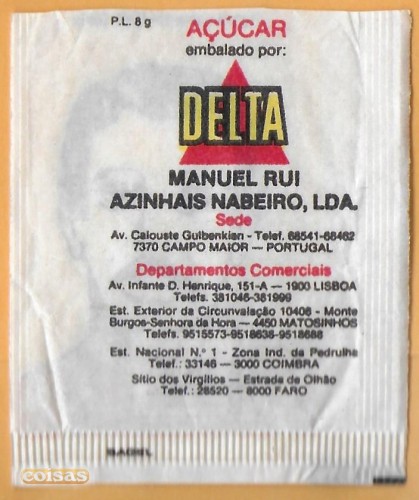 P.L. 8 g
AÇÚCAR
embalado por:
DELTA
MANUEL RUI
AZINHAIS NABEIRO, LDA.
Sede
Av. Calouste Gulbenkian - Telef. 68541-68462
7370 CAMPO MAIOR — PORTUGAL
Departamentos Comerciais
Av. Infante D. Henrique, 151-A — 1900 LISBOA
Telefs. 381046-381999
Est. Exterior da Circunvalação 10408 - Monte
Burgos-Senhora da Hora — 4450 MATOSINHOS
Telefs. 9515573-9518638-9518688
Est. Nacional N.º 1 - Zona Ind. da Pedrulha
Telef.: 33146 — 3000 COIMBRA
Sítio dos Virgílios — Estrada de Olhão
Telef.: 28520 — 8000 FARO
coisas